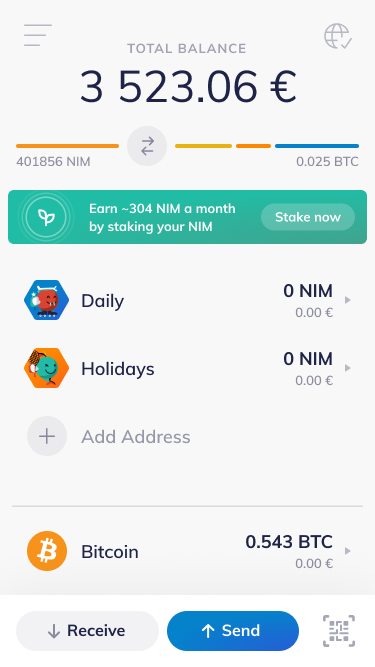 TOTAL BALANCE
3 523.06 €
401856 NIM
0.025 BTC
Earn ~304 NIM a month
by staking your NIM
Stake now
Daily
0 NIM
0.00 €
Holidays
0 NIM
0.00 €
Add Address
Bitcoin
0.543 BTC
0.00 €
Receive
Send